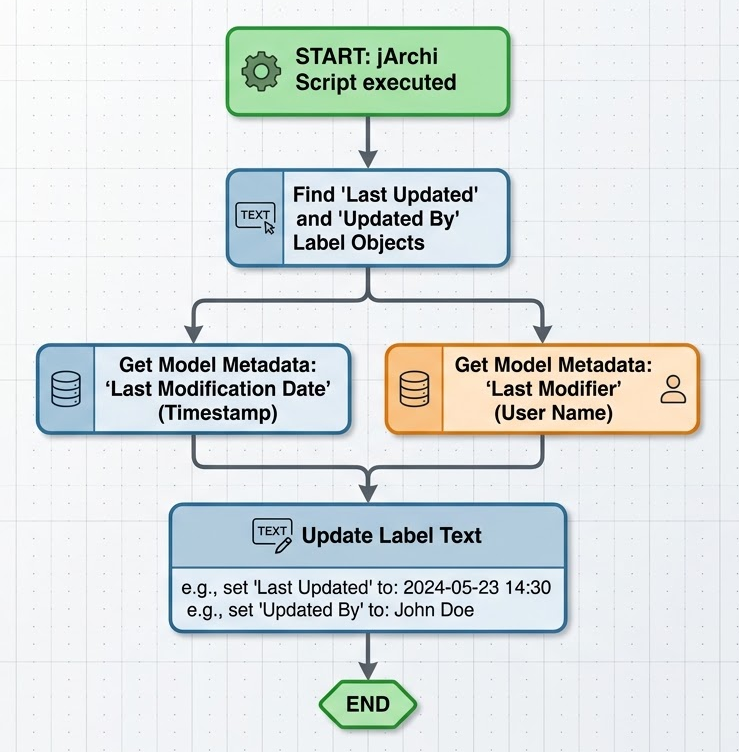 START: jArchi
Script executed
TEXT
Find 'Last Updated'
and 'Updated By’
Label Objects
Get Model Metadata:
‘Last Modification Date’
(Timestamp)
Get Model Metadata:
‘Last Modifier’
(User Name)
TEXT
Update Label Text
e.g., set 'Last Updated' to: 2024-05-23 14:30
e.g., set 'Updated By' to: John Doe
END